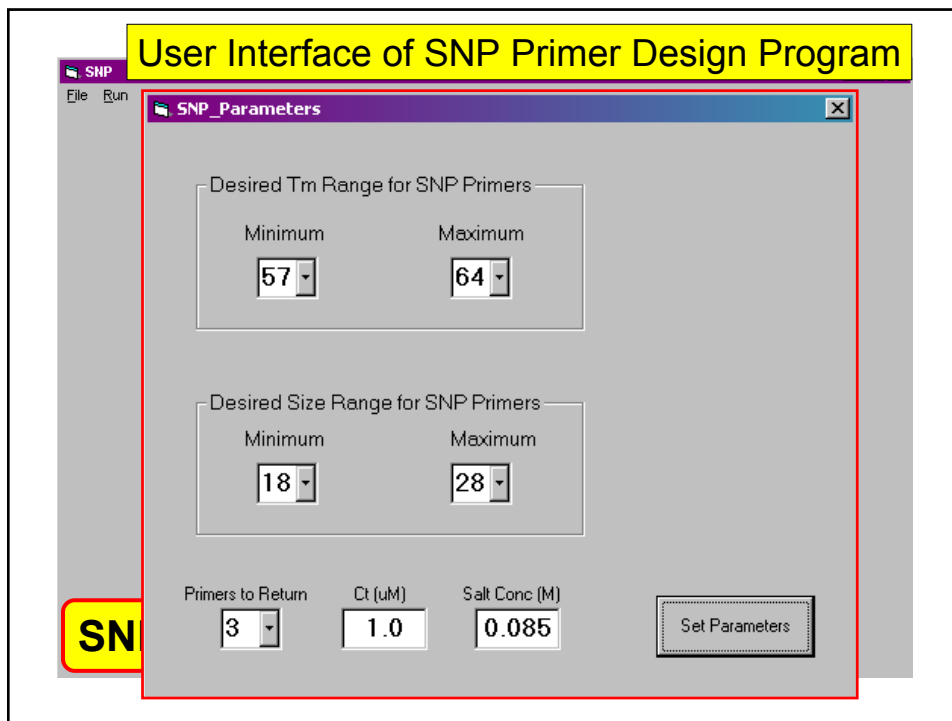 User Interface of SNP Primer Design Program
SNP
File Run
SNP_Parameters
Desired Tm Range for SNP Primers
Minimum Maximum
57 64
Desired Size Range for SNP Primers
Minimum Maximum
18 28
Primers to Return Ct (uM) Salt Conc (M)
3 1.0 0.085
Set Parameters